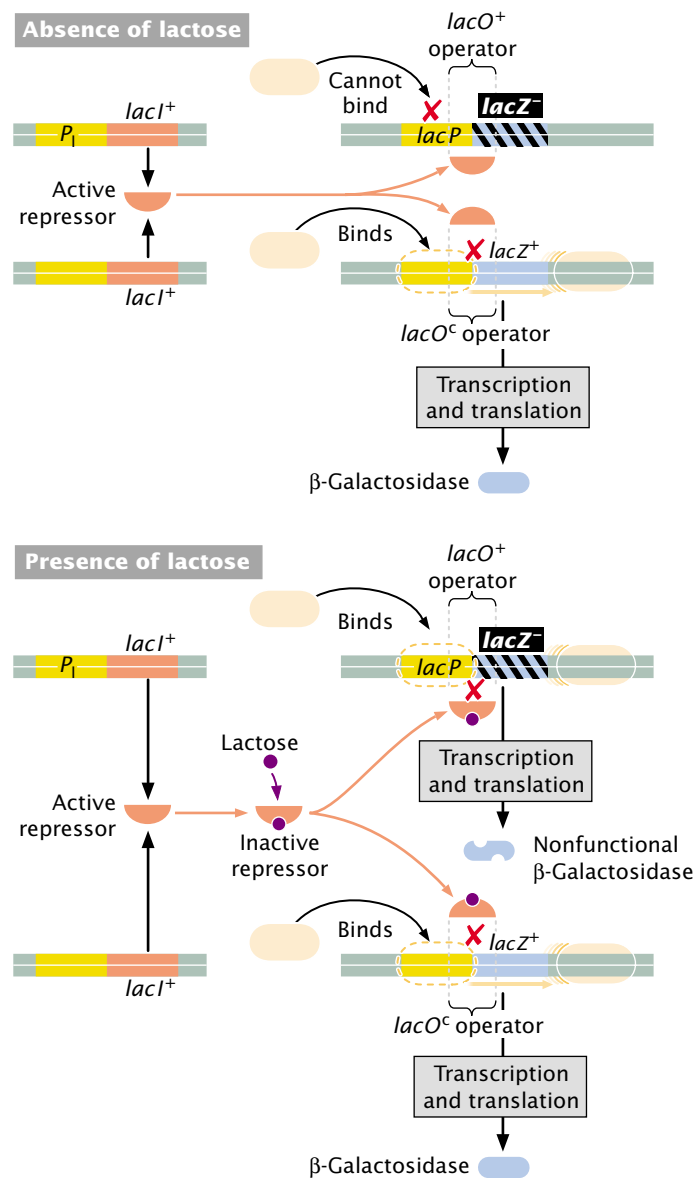 Absence of lactose
lacO+
operator
Cannot
bind
lacI+
lacZ–
PI
lacP
Active
repressor
Binds
lacZ+
lacI+
lacOc operator
Transcription
and translation
β-Galactosidase
Presence of lactose
lacO+
operator
Binds
lacI+
lacZ–
PI
lacP
Lactose
Transcription
and translation
Active
repressor
Inactive
repressor
Nonfunctional
β-Galactosidase
Binds
lacZ+
lacI+
lacOc operator
Transcription
and translation
β-Galactosidase